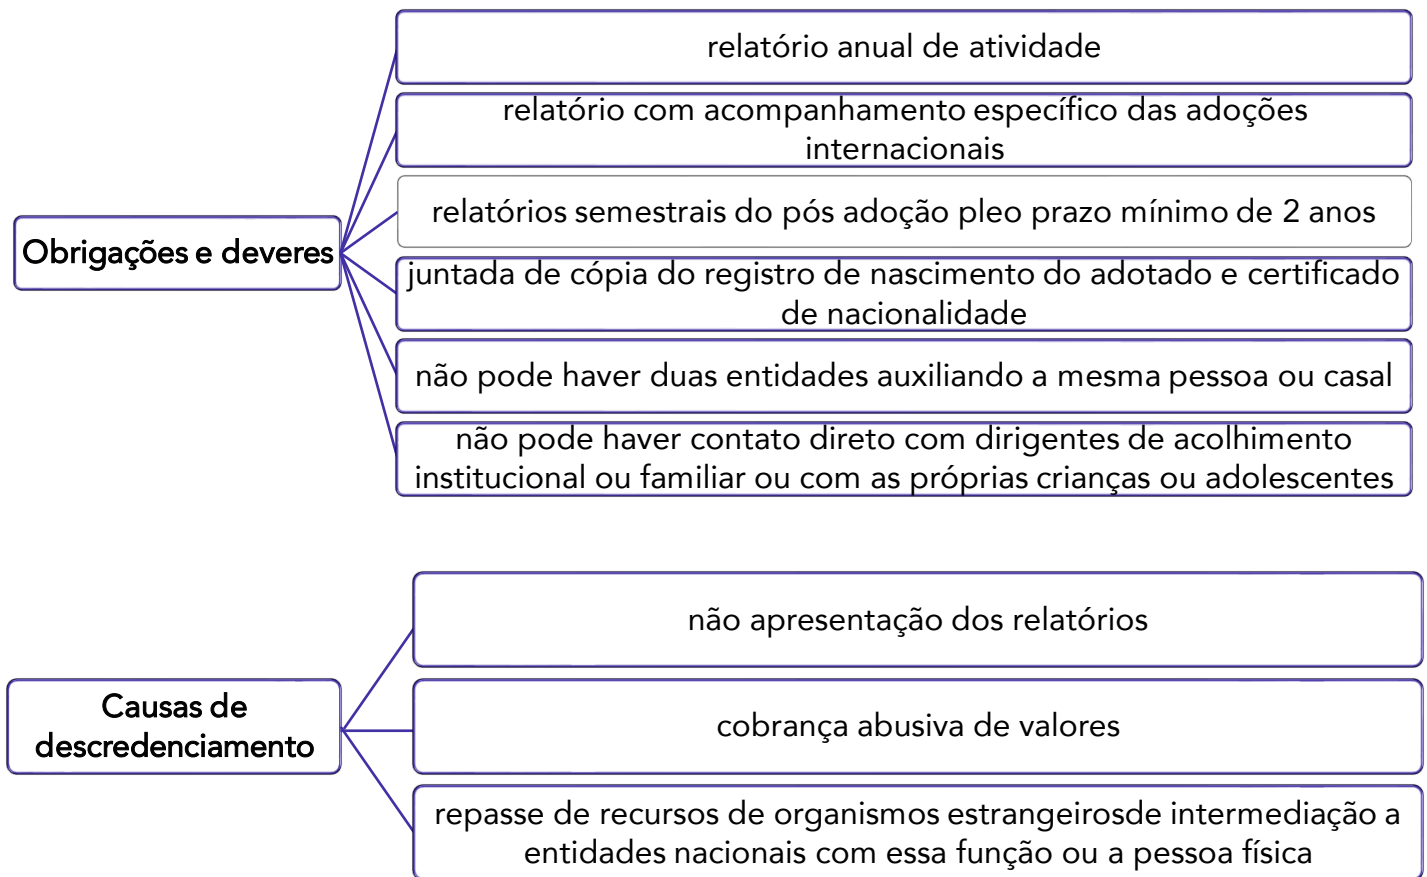 relatório anual de atividade
relatório com acompanhamento específico das adoções
internacionais
relatórios semestrais do pós adoção pleo prazo mínimo de 2 anos
Obrigações e deveres
juntada de cópia do registro de nascimento do adotado e certificado
de nacionalidade
não pode haver duas entidades auxiliando a mesma pessoa ou casal
não pode haver contato direto com dirigentes de acolhimento
institucional ou familiar ou com as próprias crianças ou adolescentes
não apresentação dos relatórios
Causas de
descredenciamento
cobrança abusiva de valores
repasse de recursos de organismos estrangeirosde intermediação a
entidades nacionais com essa função ou a pessoa física